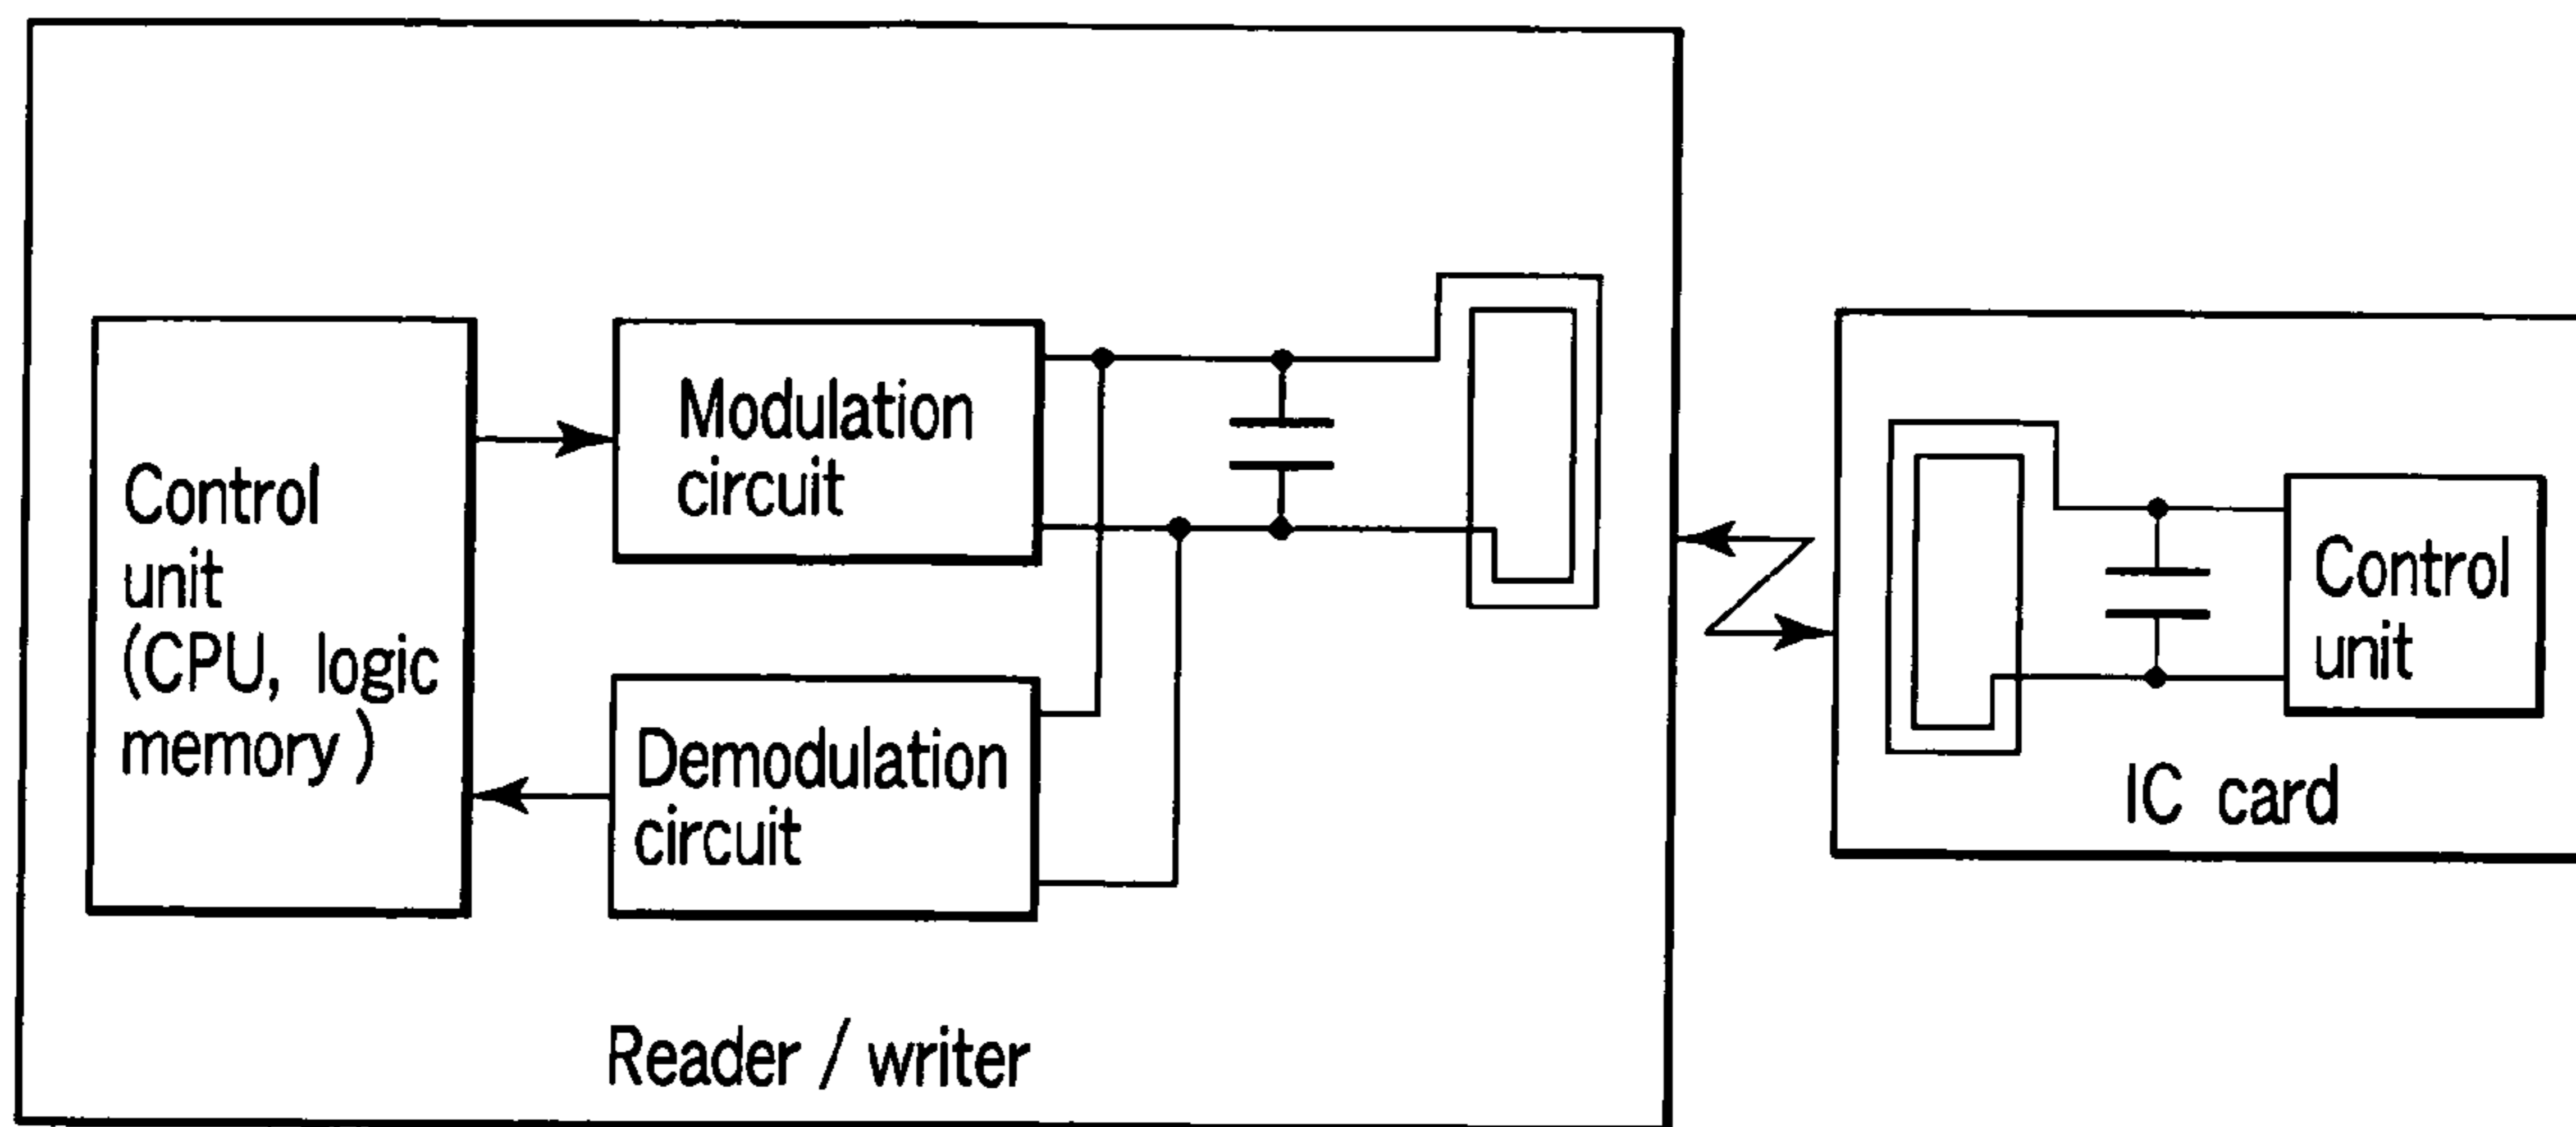 Control
unit
(CPU, logic
memory)
Modulation
circuit
Demodulation
circuit
Reader / writer
Control
unit
IC card